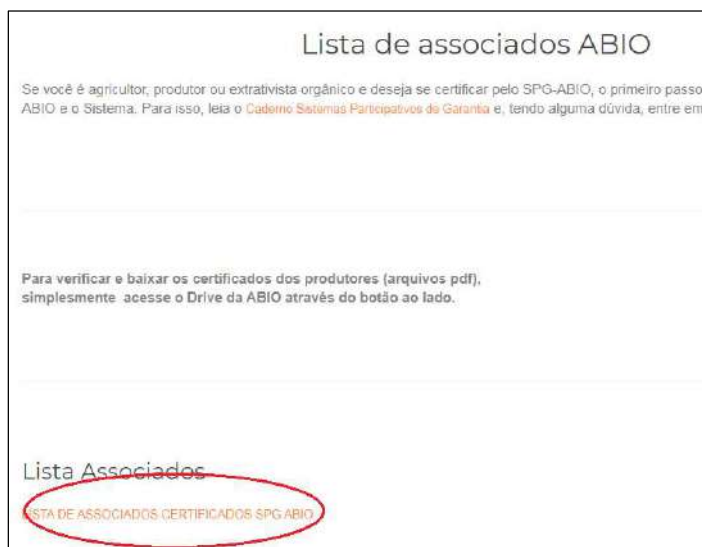 Lista de associados ABIO
Se você é agricultor, produtor ou extrativista orgânico e deseja se certificar pelo SPG-ABIO, o primeiro passo
ABIO e o Sistema. Para isso, leia o Caderno Sistemas Participativos de Garantia e, tendo alguma dúvida, entre em
Para verificar e baixar os certificados dos produtores (arquivos pdf),
simplesmente acesse o Drive da ABIO através do botão ao lado.
Lista Associados
LISTA DE ASSOCIADOS CERTIFICADOS SPG ABIO